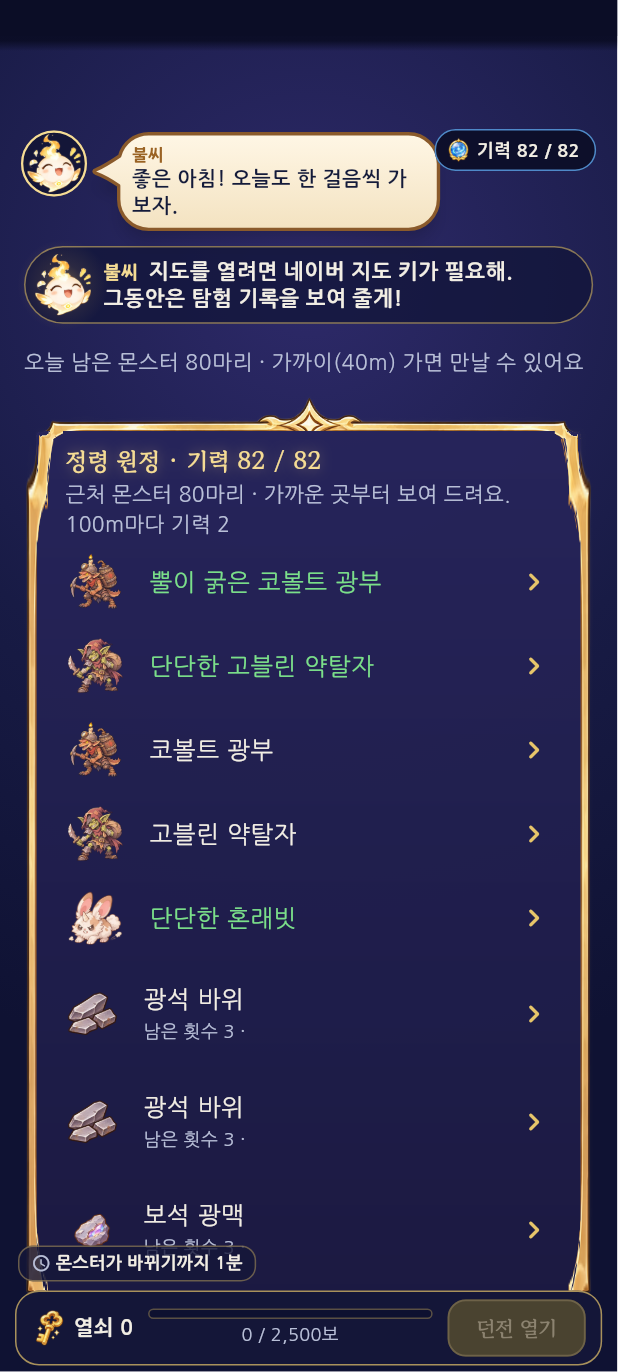 불씨
좋은 아침! 오늘도 한 걸음씩 가
보자.
기력 82 / 82
불씨 지도를 열려면 네이버 지도 키가 필요해.
그동안은 탐험 기록을 보여 줄게!
오늘 남은 몬스터 80마리 · 가까이(40m) 가면 만날 수 있어요
정령 원정 · 기력 82 / 82
근처 몬스터 80마리 · 가까운 곳부터 보여 드려요.
100m마다 기력 2
뿔이 굵은 코볼트 광부
단단한 고블린 약탈자
코볼트 광부
고블린 약탈자
단단한 혼래빗
광석 바위
남은 횟수 3 ·
광석 바위
남은 횟수 3 ·
보석 광맥
남은 횟수 3 ·
몬스터가 바뀌기까지 1분
열쇠 0
0 / 2,500보
던전 열기